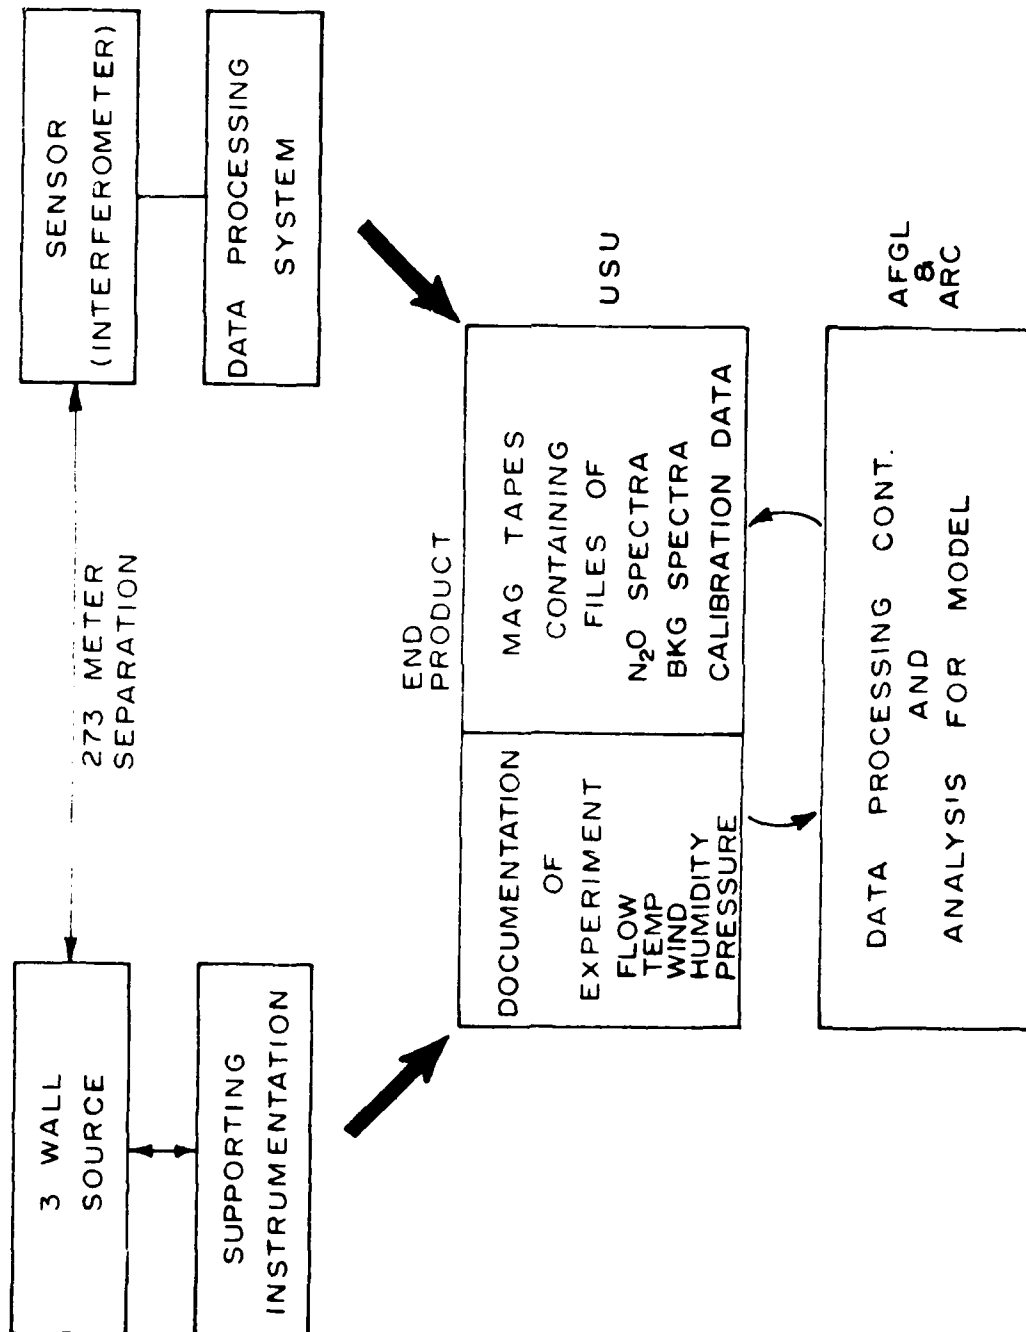 3 WALL
SOURCE
273 METER
SEPARATION
SENSOR
(INTERFEROMETER)
SUPPORTING
INSTRUMENTATION
DATA PROCESSING
SYSTEM
END
PRODUCT
DOCUMENTATION
OF
EXPERIMENT
FLOW
TEMP
WIND
HUMIDITY
PRESSURE
MAG TAPES
CONTAINING
FILES OF
N₂O SPECTRA
BKG SPECTRA
CALIBRATION DATA
USU
DATA PROCESSING CONT.
AND
ANALYSIS FOR MODEL
AFGL
&
ARC